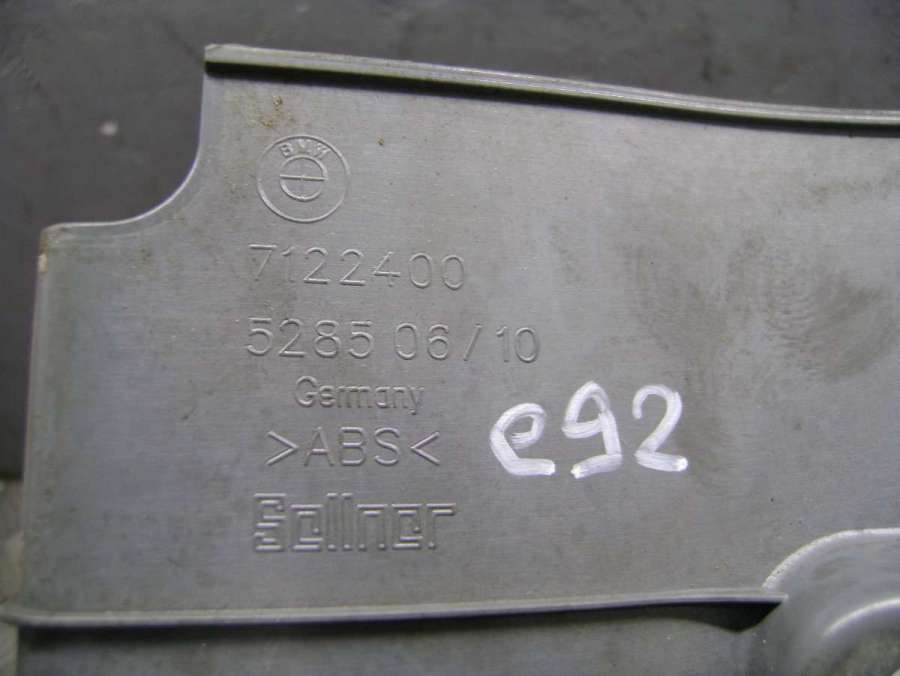 BMW
7122400
5285 06/10
Germany
>ABS<
e92
Sellner